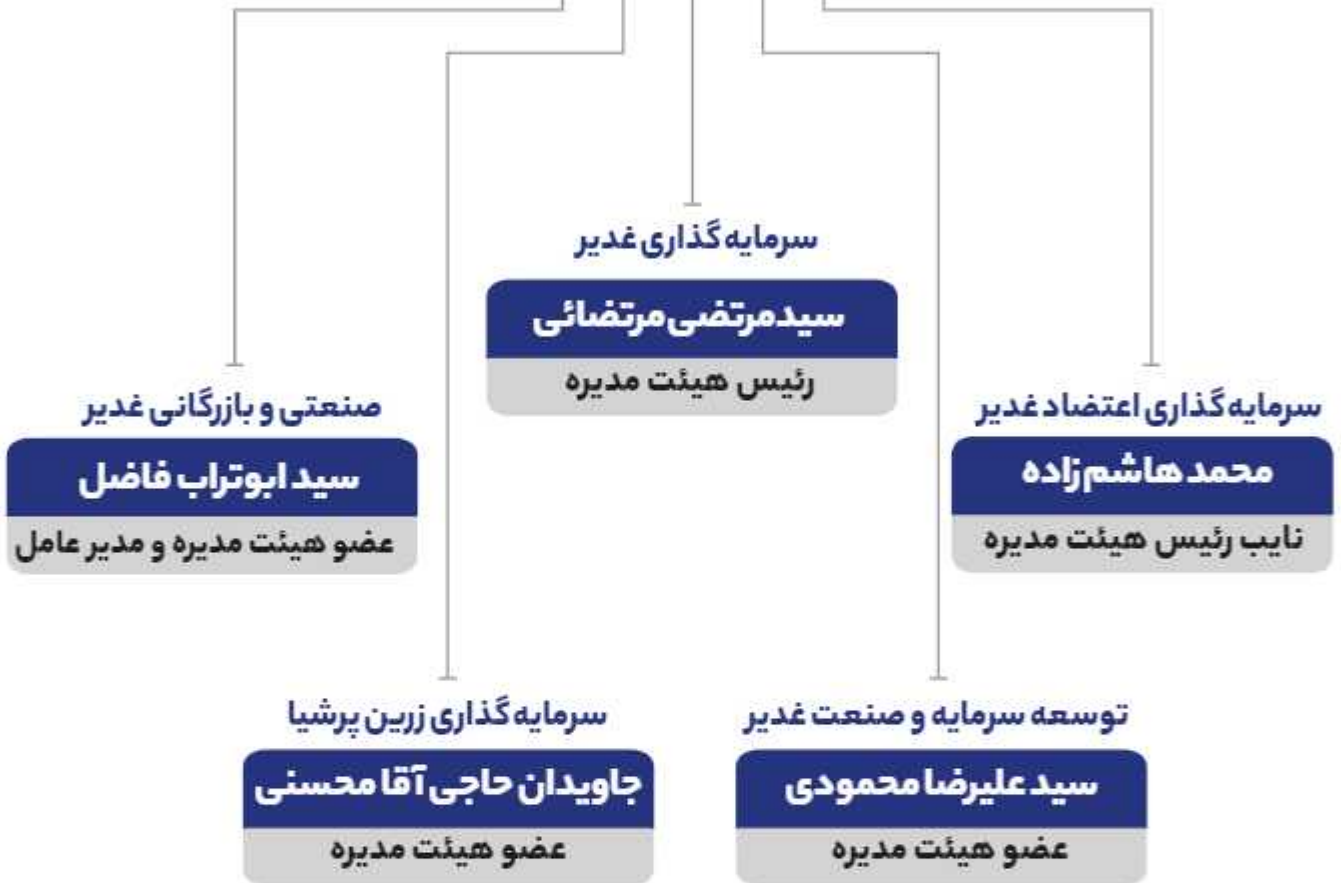 سرمایه گذاری غدیر
سیدمرتضی مرتضائی
رئیس هیئت مدیره
سرمایه گذاری اعتضاد غدیر
محمد هاشم زاده
نایب رئیس هیئت مدیره
صنعتی و بازرگانی غدیر
سید ابوتراب فاضل
عضو هیئت مدیره و مدیر عامل
توسعه سرمایه و صنعت غدیر
سید علیرضا محمودی
عضو هیئت مدیره
سرمایه گذاری زرین پرشیا
جاویدان حاجی آقا محسنی
عضو هیئت مدیره